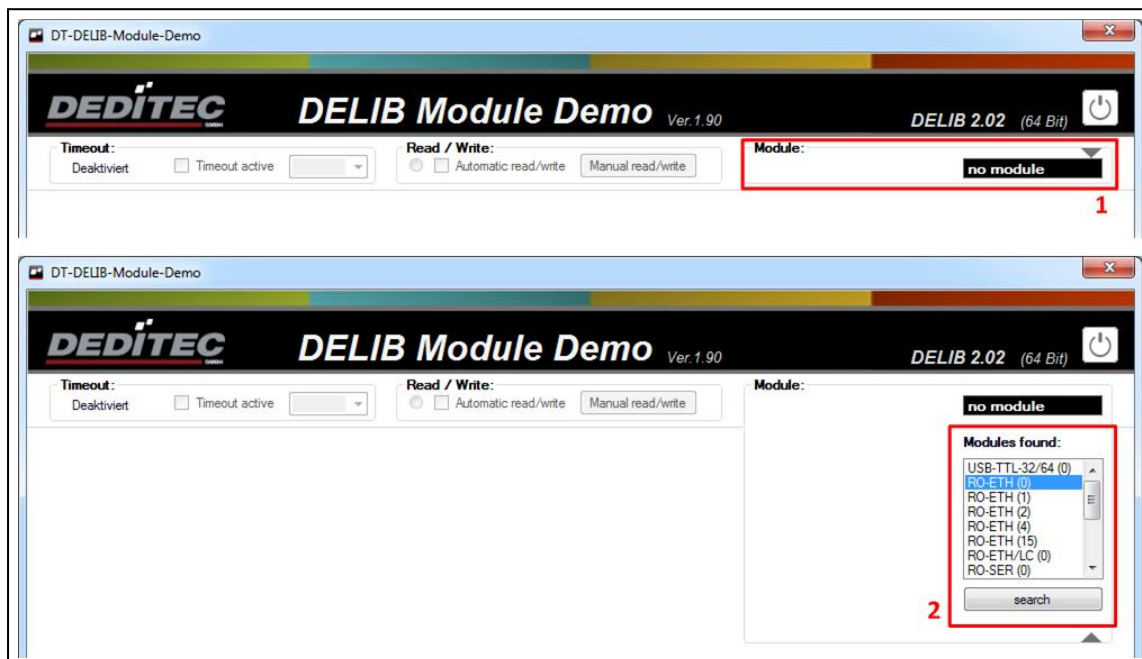 DT-DELIB-Module-Demo
DEDITEC
GMBH
DELIB Module Demo Ver.1.90
DELIB 2.02 (64 Bit)
Timeout:
Deaktiviert Timeout active
Read / Write:
Automatic read/write Manual read/write
Module:
no module
1
DT-DELIB-Module-Demo
DEDITEC
GMBH
DELIB Module Demo Ver.1.90
DELIB 2.02 (64 Bit)
Timeout:
Deaktiviert Timeout active
Read / Write:
Automatic read/write Manual read/write
Module:
no module
Modules found:
USB-TTL-32/64 (0)
RO-ETH (0)
RO-ETH (1)
RO-ETH (2)
RO-ETH (4)
RO-ETH (15)
RO-ETH/LC (0)
RO-SER (0)
search
2